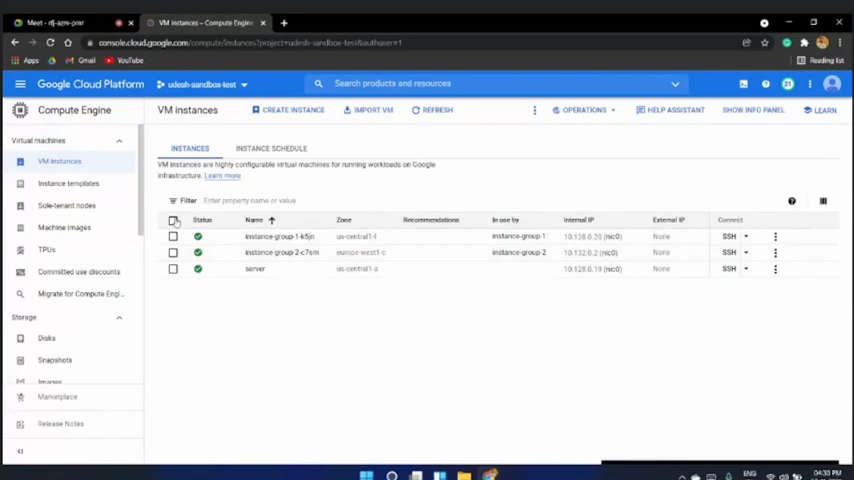 Meet – rfj-aznv-pmr
VM instances – Compute Engine
console.cloud.google.com/compute/instances?project=udesh-sandbox-test&authuser=1
Apps Gmail YouTube Reading list
Google Cloud Platform udesh-sandbox-test Search products and resources 21
Compute Engine VM instances CREATE INSTANCE IMPORT VM REFRESH OPERATIONS HELP ASSISTANT SHOW INFO PANEL LEARN
Virtual machines
VM instances
Instance templates
Sole-tenant nodes
Machine images
TPUs
Committed use discounts
Migrate for Compute Engi...
Storage
Disks
Snapshots
Images
Marketplace
Release Notes
INSTANCES INSTANCE SCHEDULE
VM instances are highly configurable virtual machines for running workloads on Google
infrastructure. Learn more
Filter Enter property name or value
Status Name Zone Recommendations In use by Internal IP External IP Connect
instance-group-1-k5jn us-central1-f instance-group-1 10.128.0.20 (nic0) None SSH
instance-group-2-c7sm europe-west1-c instance-group-2 10.132.0.2 (nic0) None SSH
server us-central1-a 10.128.0.19 (nic0) None SSH
ENG 04:33 PM